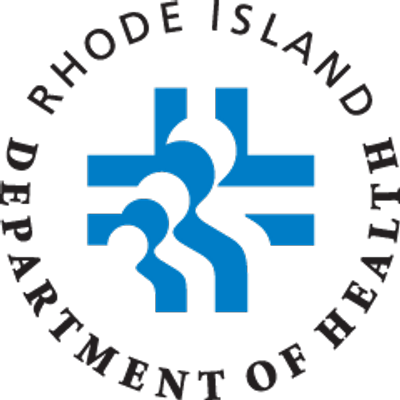 RHODE ISLAND
DEPARTMENT OF HEALTH